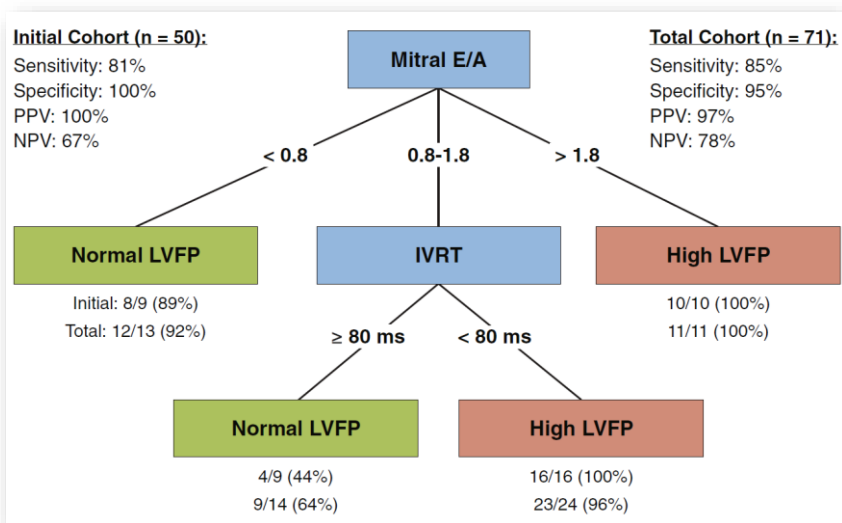 Initial Cohort (n = 50):
Sensitivity: 81%
Specificity: 100%
PPV: 100%
NPV: 67%
Mitral E/A
Total Cohort (n = 71):
Sensitivity: 85%
Specificity: 95%
PPV: 97%
NPV: 78%
< 0.8
0.8-1.8
> 1.8
Normal LVFP
IVRT
High LVFP
Initial: 8/9 (89%)
Total: 12/13 (92%)
10/10 (100%)
11/11 (100%)
≥ 80 ms
< 80 ms
Normal LVFP
High LVFP
4/9 (44%)
9/14 (64%)
16/16 (100%)
23/24 (96%)